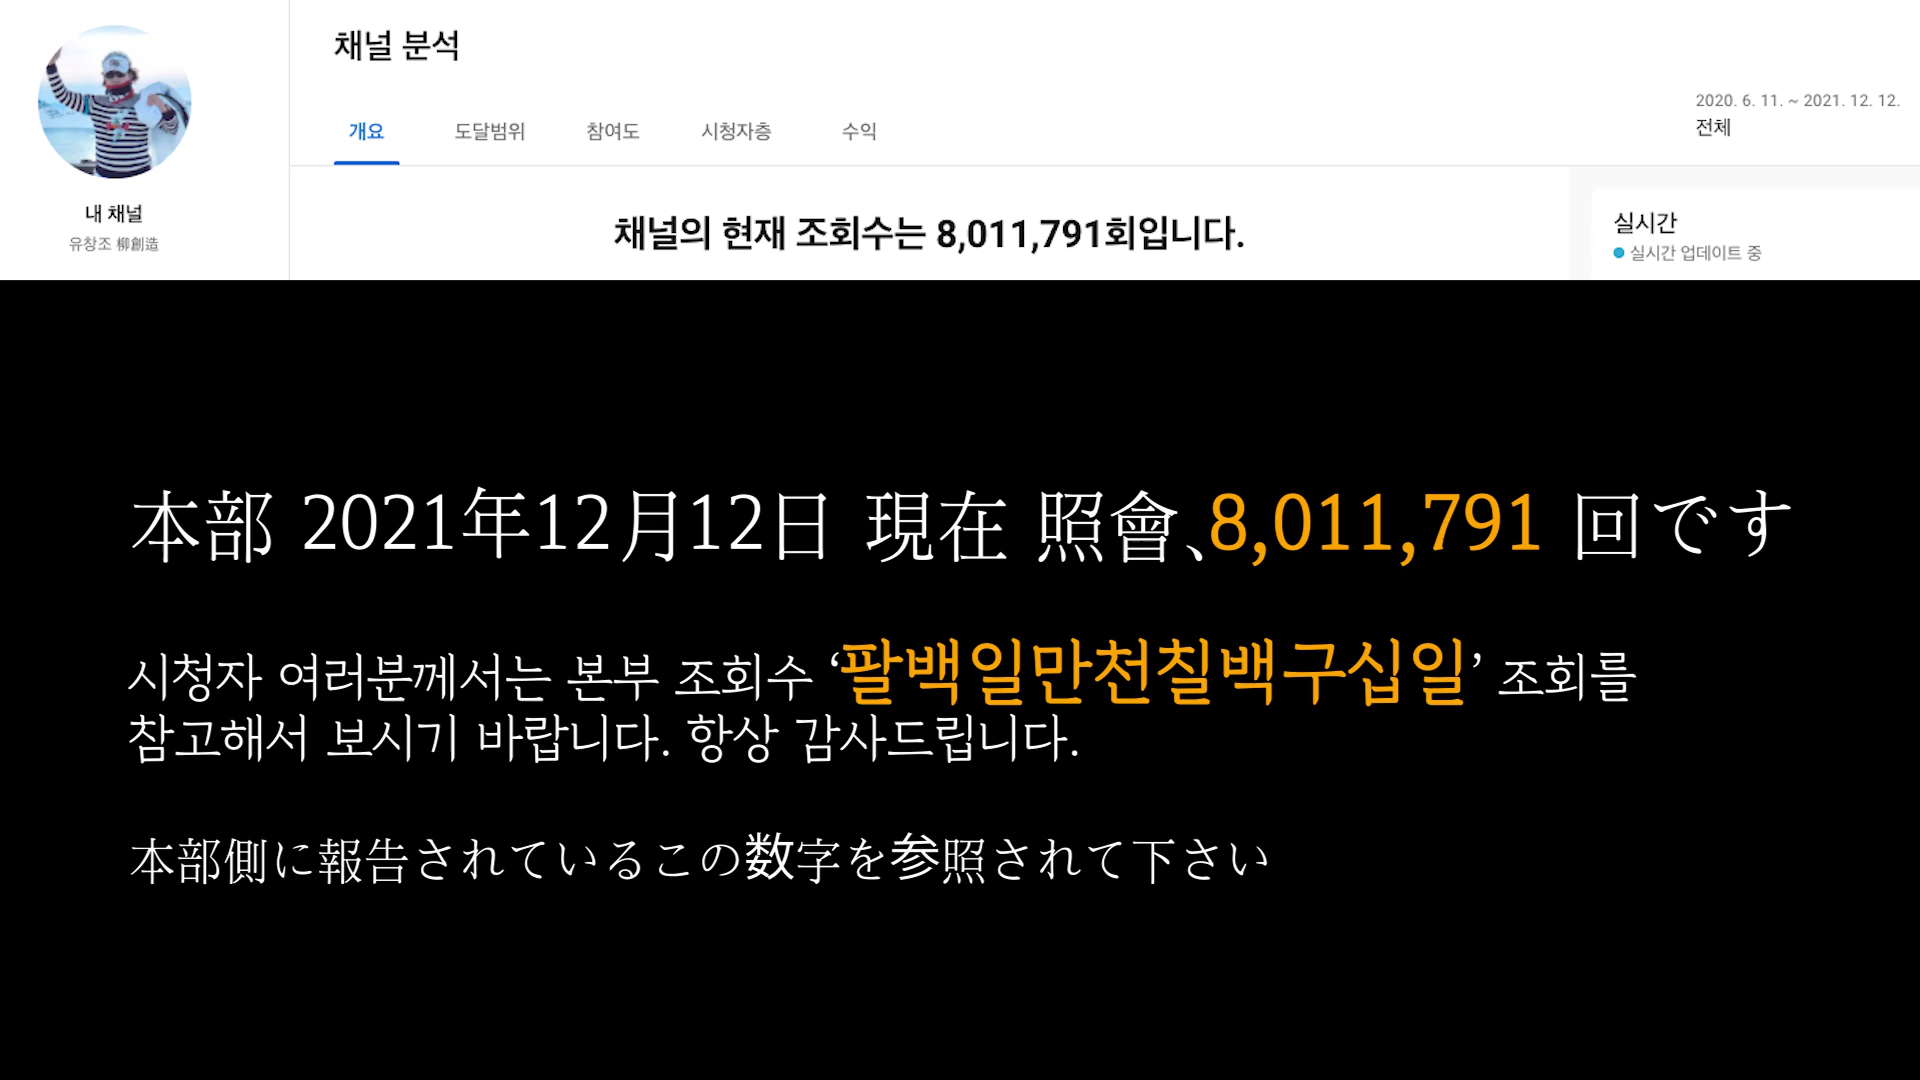 채널 분석
2020. 6. 11. ~ 2021. 12. 12.
전체
개요 도달범위 참여도 시청자층 수익
내 채널
유창조 柳創造
채널의 현재 조회수는 8,011,791회입니다.
실시간
실시간 업데이트 중
本部 2021年12月12日 現在 照會、8,011,791 回です
시청자 여러분께서는 본부 조회수 ‘팔백일만천칠백구십일’ 조회를
참고해서 보시기 바랍니다. 항상 감사드립니다.
本部側に報告されているこの数字を参照されて下さい